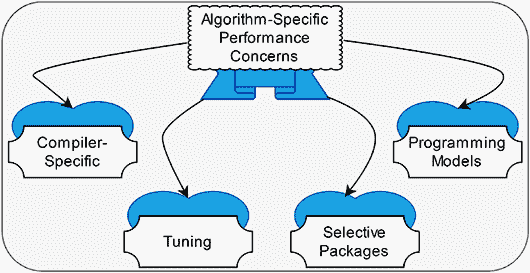 Algorithm-Specific
Performance
Concerns
Compiler-
Specific
Programming
Models
Tuning
Selective
Packages